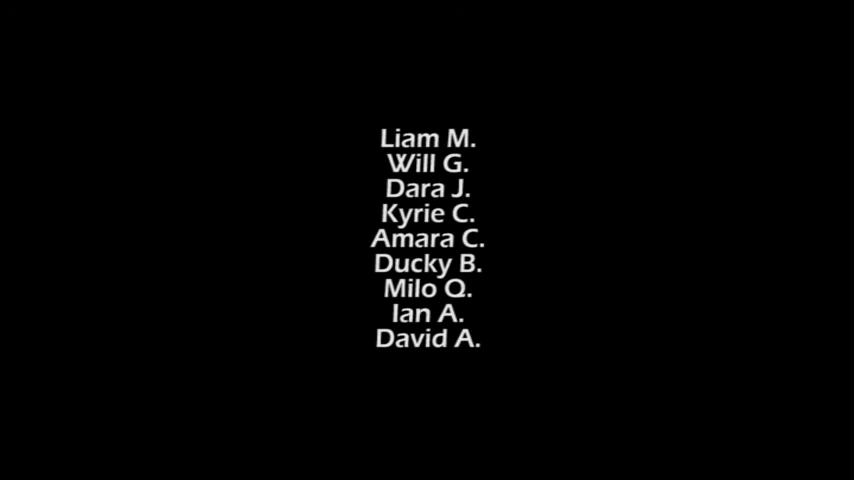 Liam M.
Will G.
Dara J.
Kyrie C.
Amara C.
Ducky B.
Milo Q.
Ian A.
David A.